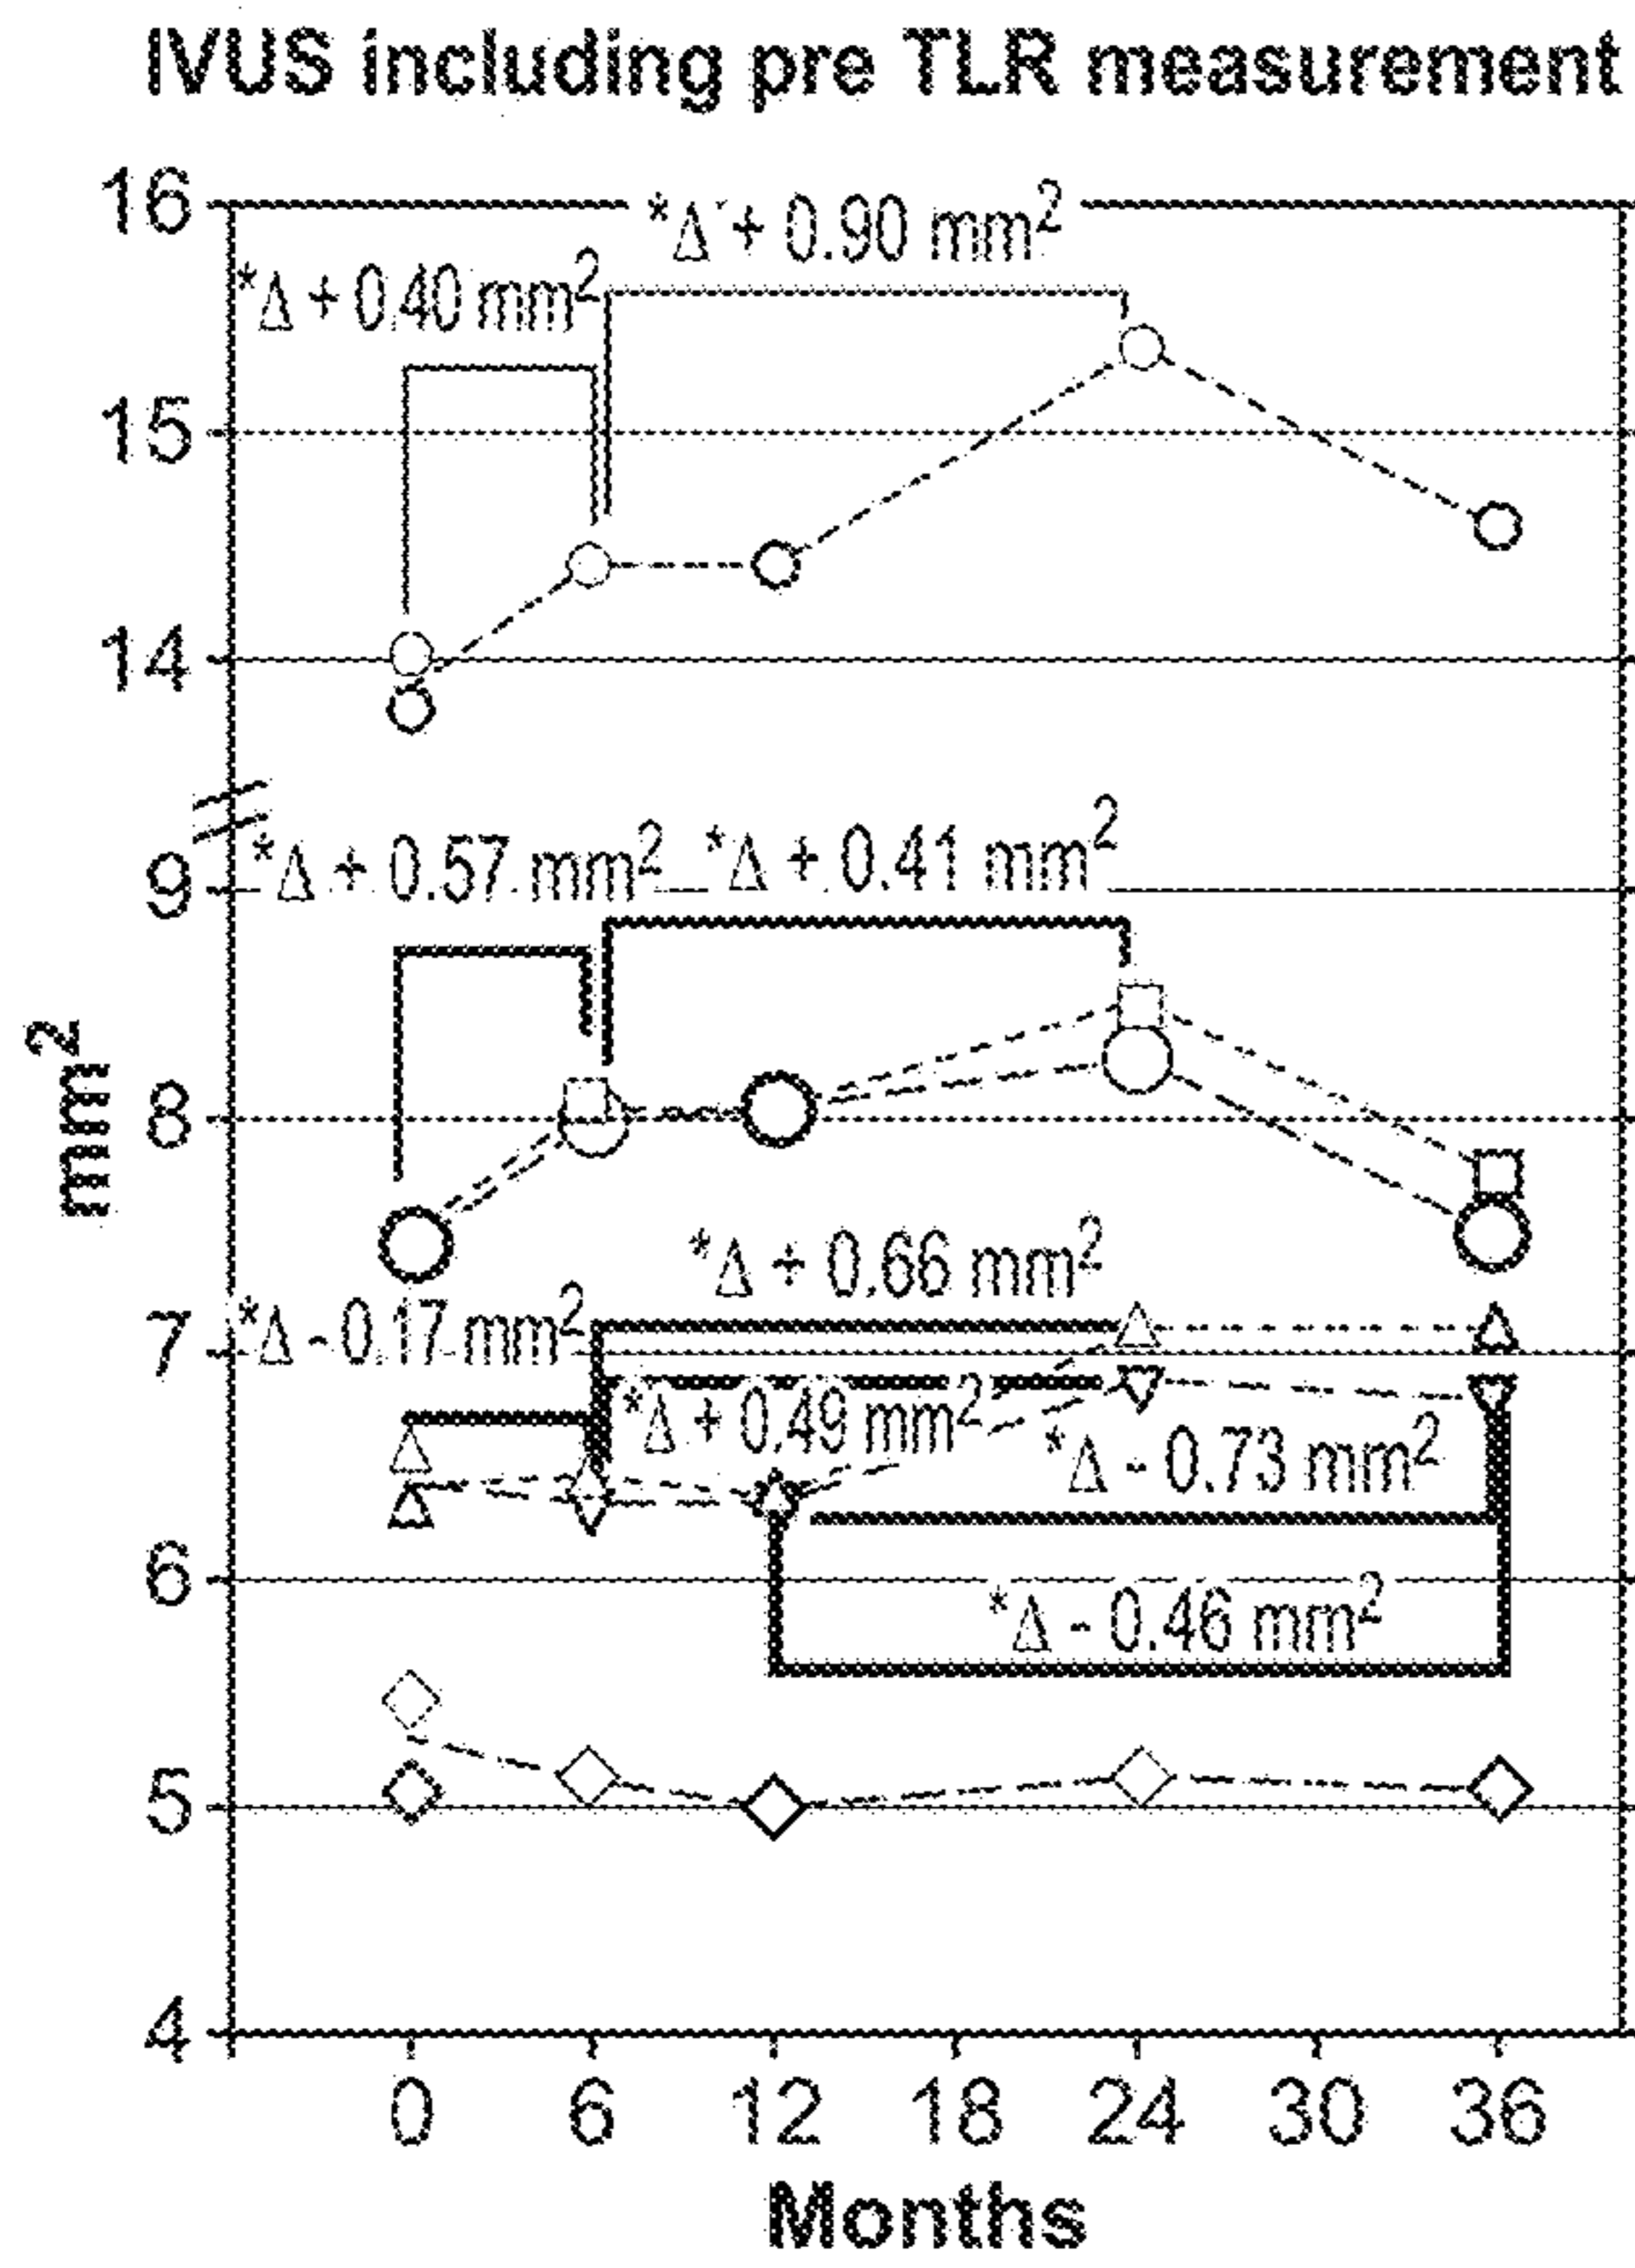 IVUS including pre TLR measurement
16
*Δ + 0.90 mm²
*Δ + 0.40 mm²
15
14
*Δ + 0.57 mm² *Δ + 0.41 mm²
9
mm²
8
*Δ + 0.66 mm²
*Δ - 0.17 mm²
7
*Δ + 0.49 mm²
*Δ - 0.73 mm²
6
*Δ - 0.46 mm²
5
4
0 6 12 18 24 30 36
Months